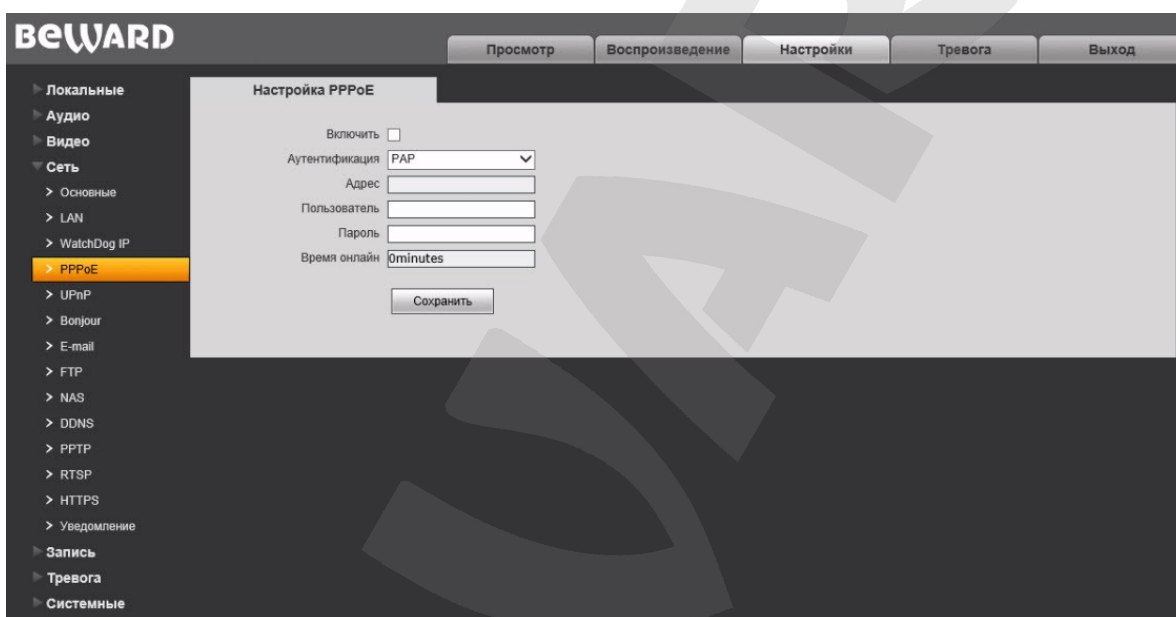 BEWARD
Просмотр Воспроизведение Настройки Тревога Выход
Локальные
Аудио
Видео
Сеть
Основные
LAN
WatchDog IP
PPPoE
UPnP
Bonjour
E-mail
FTP
NAS
DDNS
PPTP
RTSP
HTTPS
Уведомление
Запись
Тревога
Системные
Настройка PPPoE
Включить
Аутентификация PAP
Адрес
Пользователь
Пароль
Время онлайн 0minutes
Сохранить